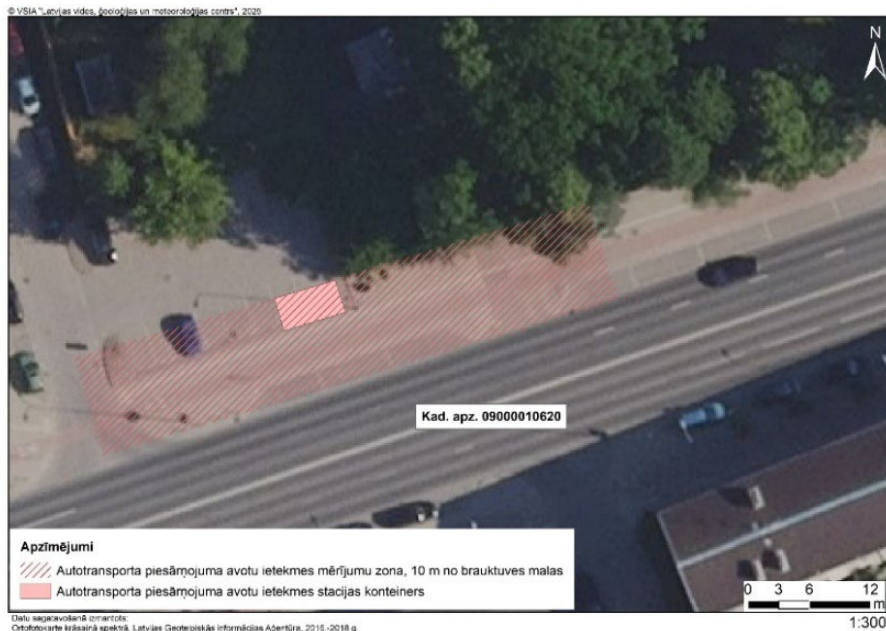 © VSIA "Latvijas vides, ģeoloģijas un meteoroloģijas centrs", 2025
N
Kad. apz. 09000010620
Apzīmējumi
Autotransporta piesārņojuma avotu ietekmes mērījumu zona, 10 m no brauktuves malas
Autotransporta piesārņojuma avotu ietekmes stacijas konteiners
0 3 6 12
m
1:300
Datu sagatavošanā izmantots:
Ortofotokarte krāsainā spektrā, Latvijas Ģeotelpiskās informācijas Aģentūra, 2016.-2018.g.